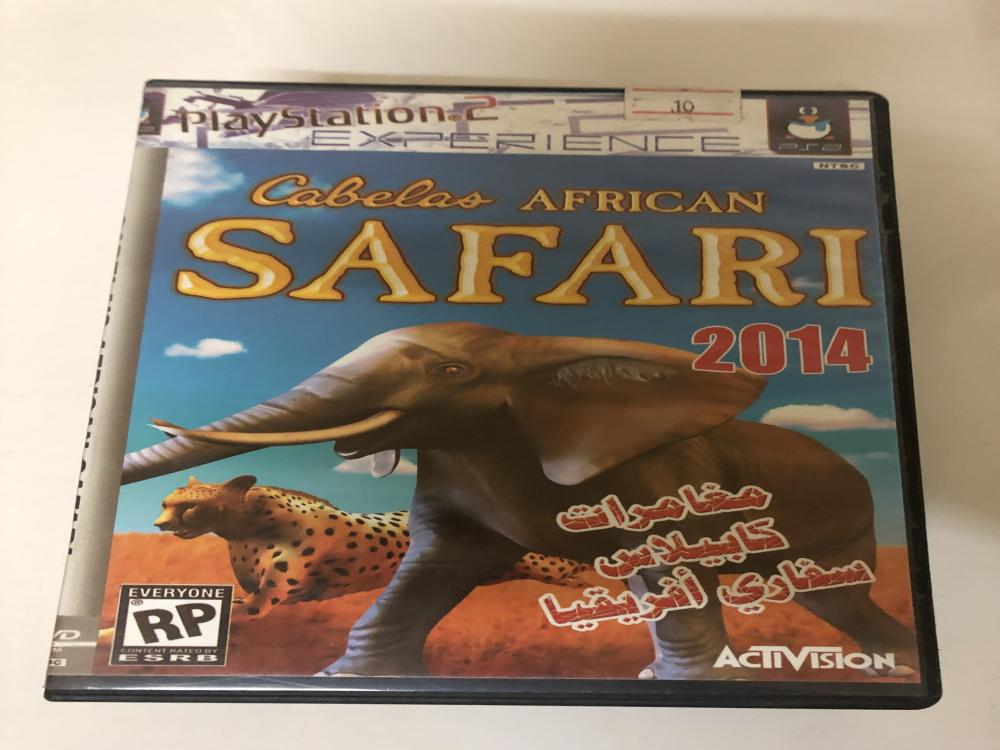 PlayStation.2
.10
EXPERIENCE
PS2
NTSC
Cabelas AFRICAN
SAFARI
2014
مغامرات
كابيلاس
سفاري أفريقيا
EVERYONE
RP
CONTENT RATED BY
ESRB
ACTIVISION